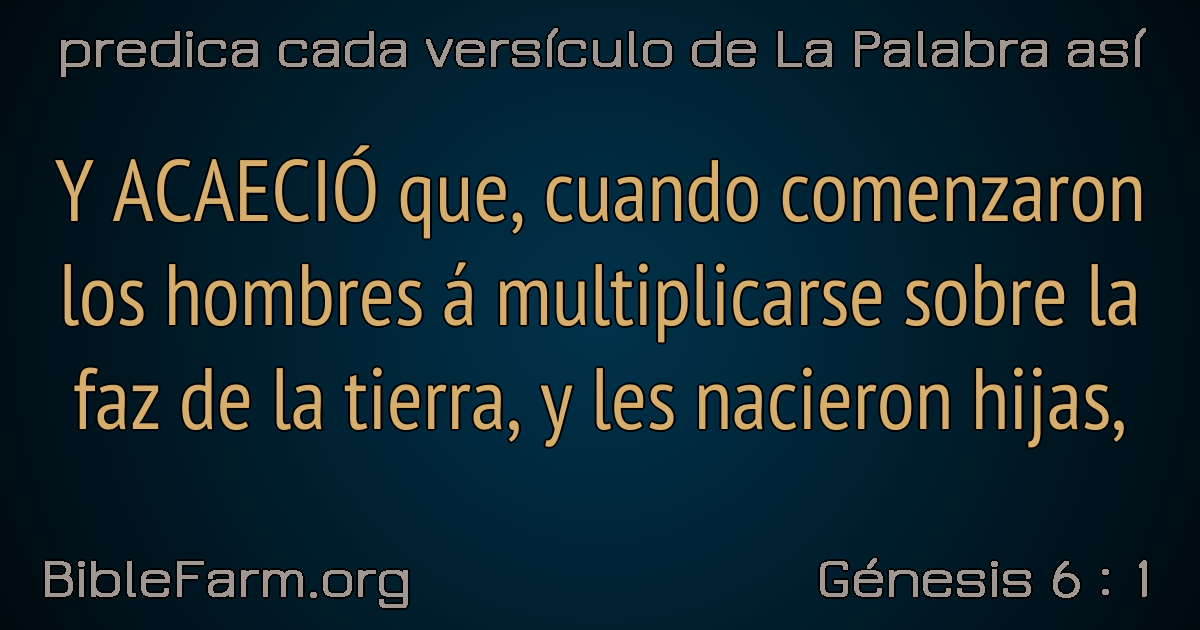 predica cada versículo de La Palabra así
Y ACAECIÓ que, cuando comenzaron
los hombres á multiplicarse sobre la
faz de la tierra, y les nacieron hijas,
BibleFarm.org
Génesis 6 : 1